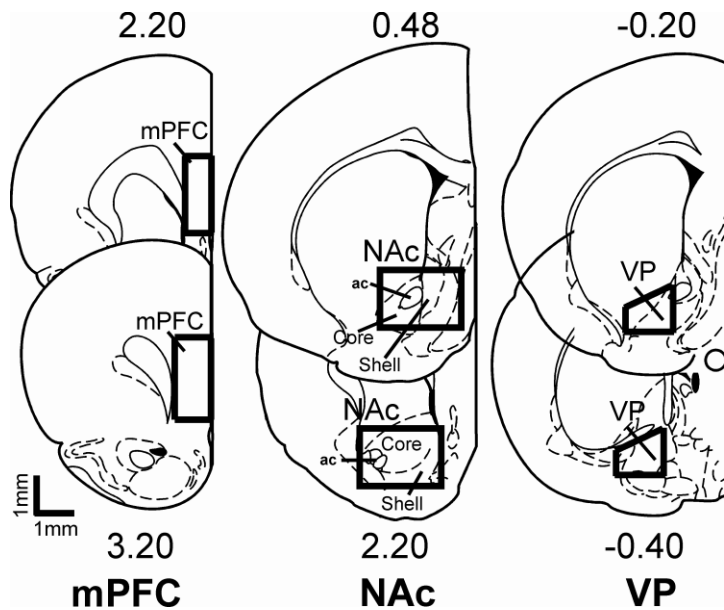 2.20
0.48
-0.20
mPFC
NAc
VP
ac
Core
Shell
mPFC
NAc
VP
Core
ac
Shell
1mm
1mm
3.20
2.20
-0.40
mPFC
NAc
VP